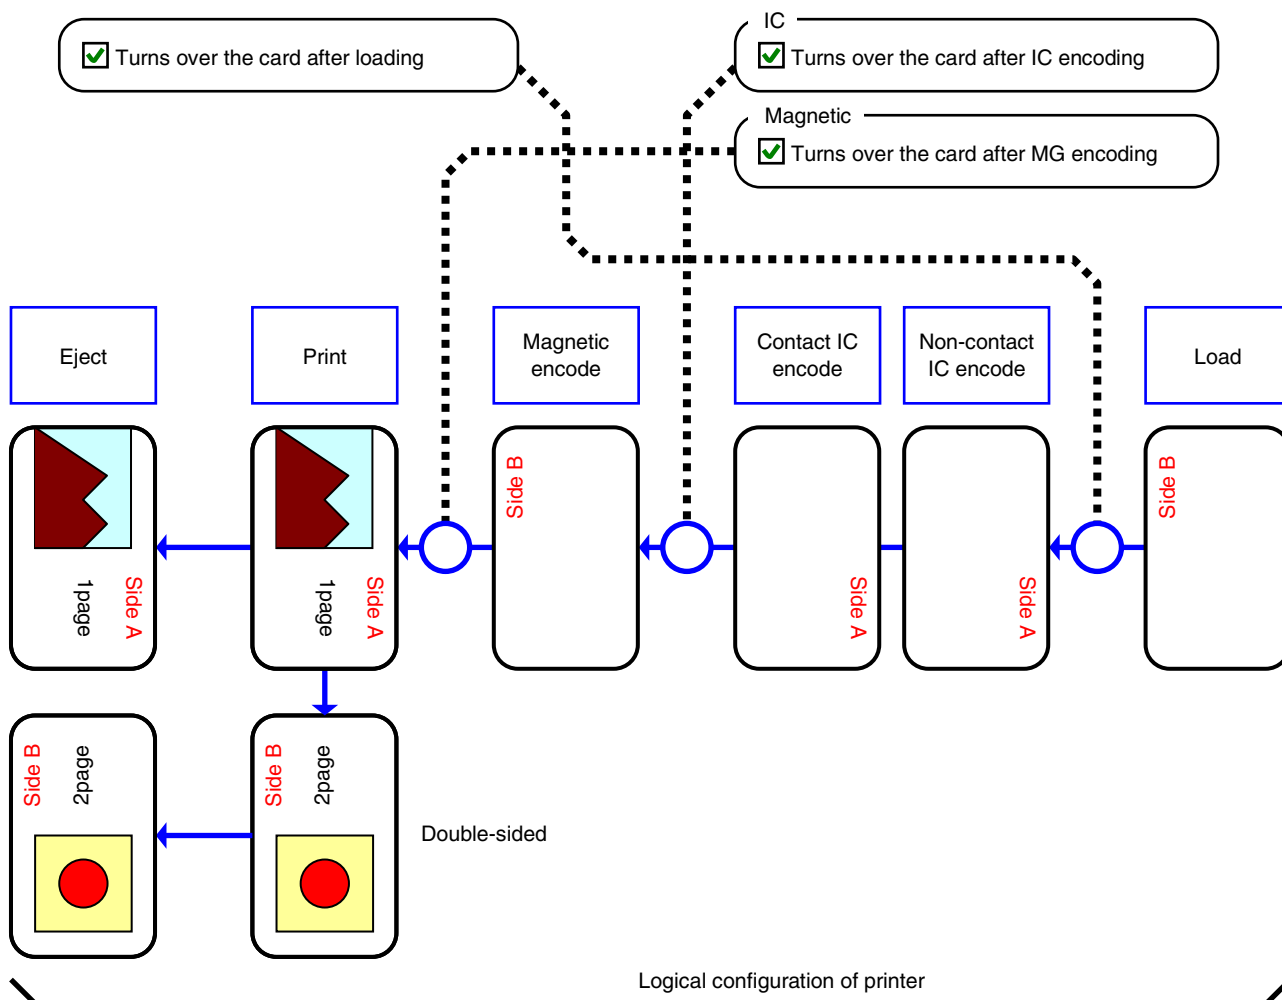 Turns over the card after loading
IC
Turns over the card after IC encoding
Magnetic
Turns over the card after MG encoding
Eject
Print
Magnetic
encode
Contact IC
encode
Non-contact
IC encode
Load
1page
Side A
1page
Side A
Side B
Side A
Side A
Side B
Side B
2page
Side B
2page
Double-sided
Logical configuration of printer